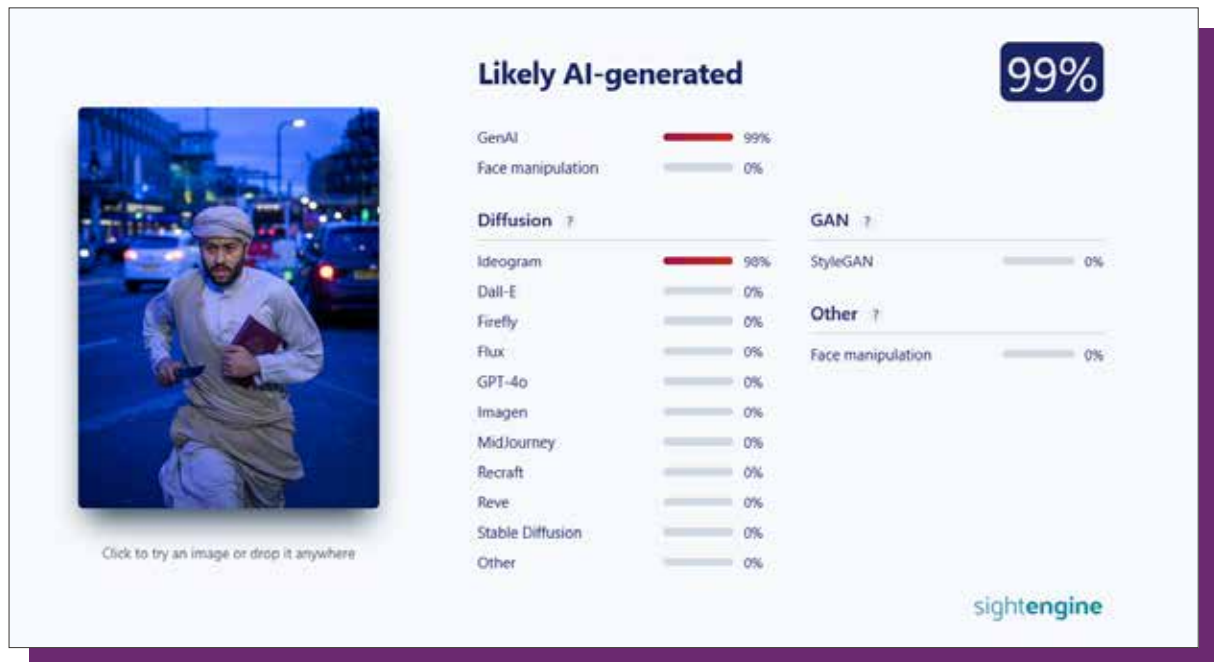 Likely AI-generated
99%
GenAI 99%
Face manipulation 0%
Diffusion ?
Ideogram 98%
Dall-E 0%
Firefly 0%
Flux 0%
GPT-4o 0%
Imagen 0%
MidJourney 0%
Recraft 0%
Reve 0%
Stable Diffusion 0%
Other 0%
GAN ?
StyleGAN 0%
Other ?
Face manipulation 0%
Click to try an image or drop it anywhere
sightengine